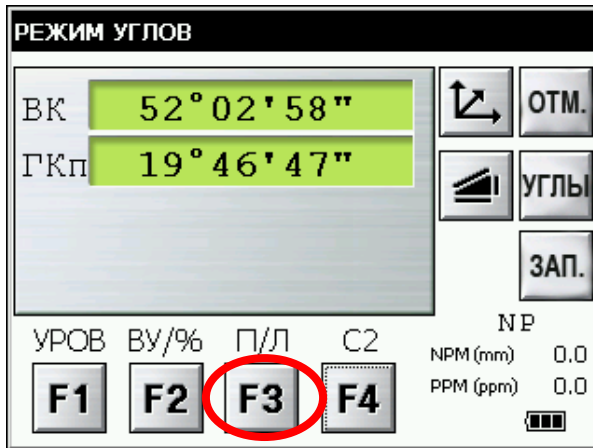 РЕЖИМ УГЛОВ
ВК 52°02'58"
ГКп 19°46'47"
ОТМ.
УГЛЫ
ЗАП.
УРОВ ВУ/% П/Л С2
F1 F2 F3 F4
NP
NPM (mm) 0.0
PPM (ppm) 0.0